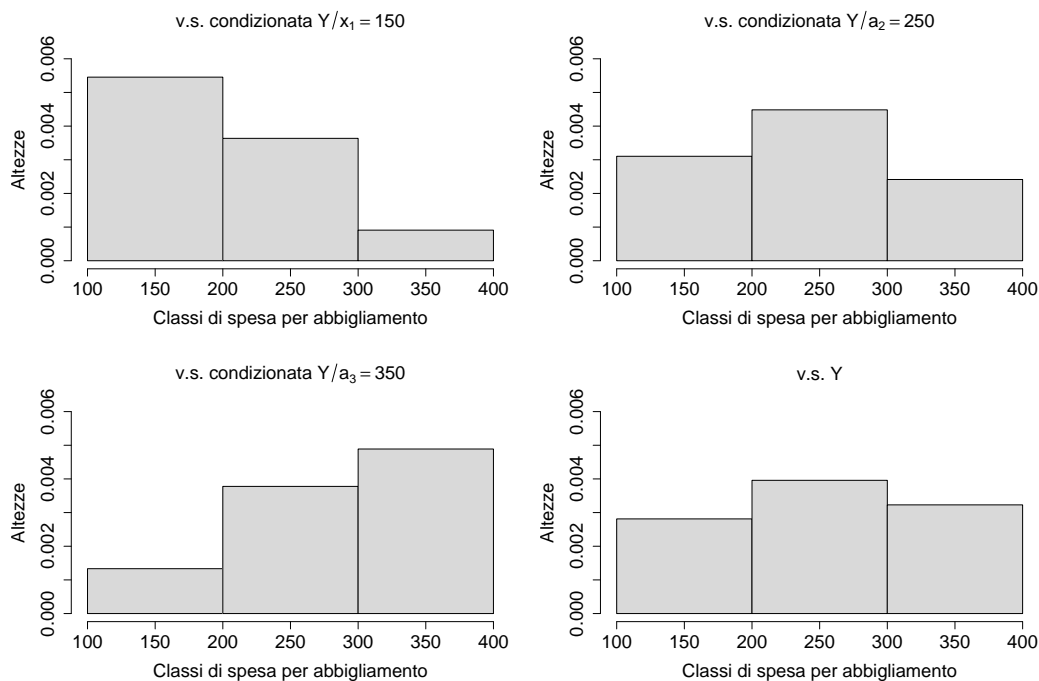 v.s. condizionata Y/x₁ = 150
Altezze
0.006
0.004
0.002
0.000
100 150 200 250 300 350 400
Classi di spesa per abbigliamento
v.s. condizionata Y/a₂ = 250
Altezze
0.006
0.004
0.002
0.000
100 150 200 250 300 350 400
Classi di spesa per abbigliamento
v.s. condizionata Y/a₃ = 350
Altezze
0.006
0.004
0.002
0.000
100 150 200 250 300 350 400
Classi di spesa per abbigliamento
v.s. Y
Altezze
0.006
0.004
0.002
0.000
100 150 200 250 300 350 400
Classi di spesa per abbigliamento